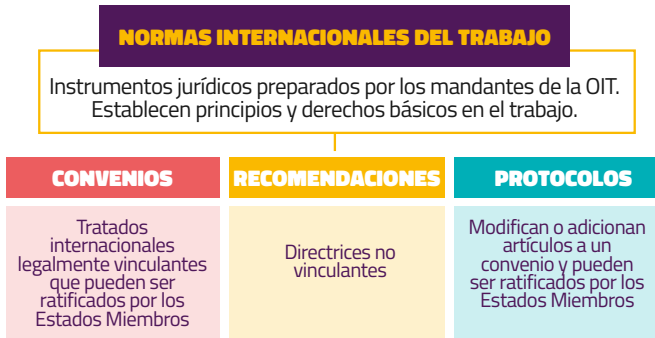 NORMAS INTERNACIONALES DEL TRABAJO
Instrumentos jurídicos preparados por los mandantes de la OIT.
Establecen principios y derechos básicos en el trabajo.
CONVENIOS
Tratados
internacionales
legalmente vinculantes
que pueden ser
ratificados por los
Estados Miembros
RECOMENDACIONES
Directrices no
vinculantes
PROTOCOLOS
Modifican o adicionan
artículos a un
convenio y pueden
ser ratificados por los
Estados Miembros